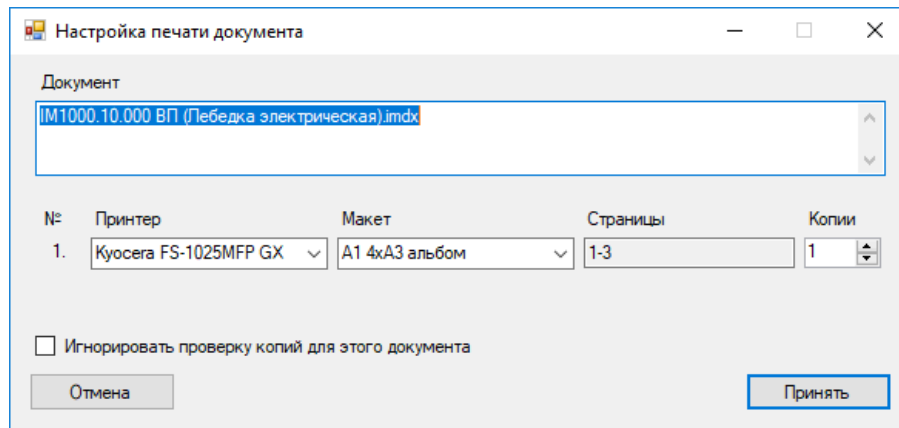 Настройка печати документа
Документ
IM1000.10.000 ВП (Лебедка электрическая).imdx
№ Принтер Макет Страницы Копии
1. Kyocera FS-1025MFP GX А1 4хА3 альбом 1-3 1
Игнорировать проверку копий для этого документа
Отмена Принять